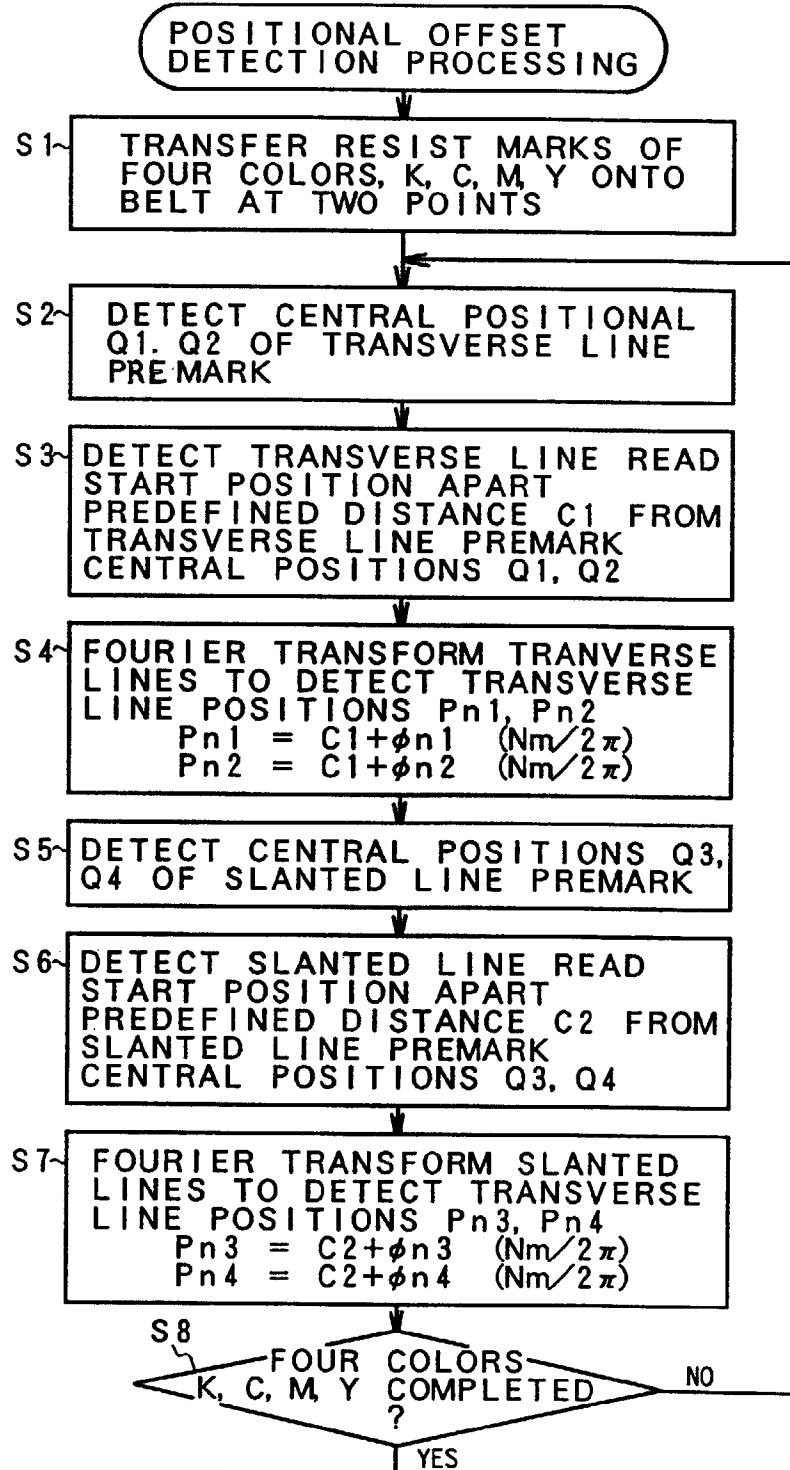 POSITIONAL OFFSET
DETECTION PROCESSING
S1
TRANSFER RESIST MARKS OF
FOUR COLORS, K, C, M, Y ONTO
BELT AT TWO POINTS
S2
DETECT CENTRAL POSITIONAL
Q1. Q2 OF TRANSVERSE LINE
PREMARK
S3
DETECT TRANSVERSE LINE READ
START POSITION APART
PREDEFINED DISTANCE C1 FROM
TRANSVERSE LINE PREMARK
CENTRAL POSITIONS Q1, Q2
S4
FOURIER TRANSFORM TRANVERSE
LINES TO DETECT TRANSVERSE
LINE POSITIONS Pn1, Pn2
Pn1 = C1+φn1 (Nm/2π)
Pn2 = C1+φn2 (Nm/2π)
S5
DETECT CENTRAL POSITIONS Q3,
Q4 OF SLANTED LINE PREMARK
S6
DETECT SLANTED LINE READ
START POSITION APART
PREDEFINED DISTANCE C2 FROM
SLANTED LINE PREMARK
CENTRAL POSITIONS Q3, Q4
S7
FOURIER TRANSFORM SLANTED
LINES TO DETECT TRANSVERSE
LINE POSITIONS Pn3, Pn4
Pn3 = C2+φn3 (Nm/2π)
Pn4 = C2+φn4 (Nm/2π)
S8
FOUR COLORS
K, C, M, Y COMPLETED
?
NO
YES